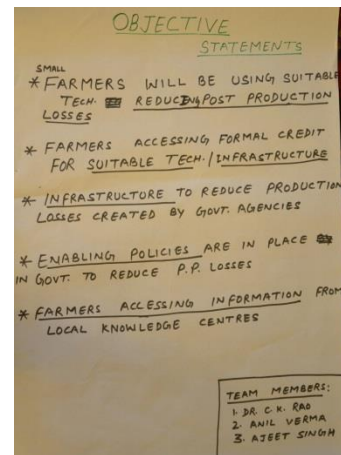 OBJECTIVE
STATEMENTS
SMALL
* FARMERS WILL BE USING SUITABLE
TECH. REDUCING POST PRODUCTION
LOSSES
* FARMERS ACCESSING FORMAL CREDIT
FOR SUITABLE TECH./INFRASTRUCTURE
* INFRASTRUCTURE TO REDUCE PRODUCTION
LOSSES CREATED BY GOVT. AGENCIES
* ENABLING POLICIES ARE IN PLACE
IN GOVT. TO REDUCE P.P. LOSSES
* FARMERS ACCESSING INFORMATION FROM
LOCAL KNOWLEDGE CENTRES
TEAM MEMBERS:
1. DR. C.K. RAO
2. ANIL VERMA
3. AJEET SINGH